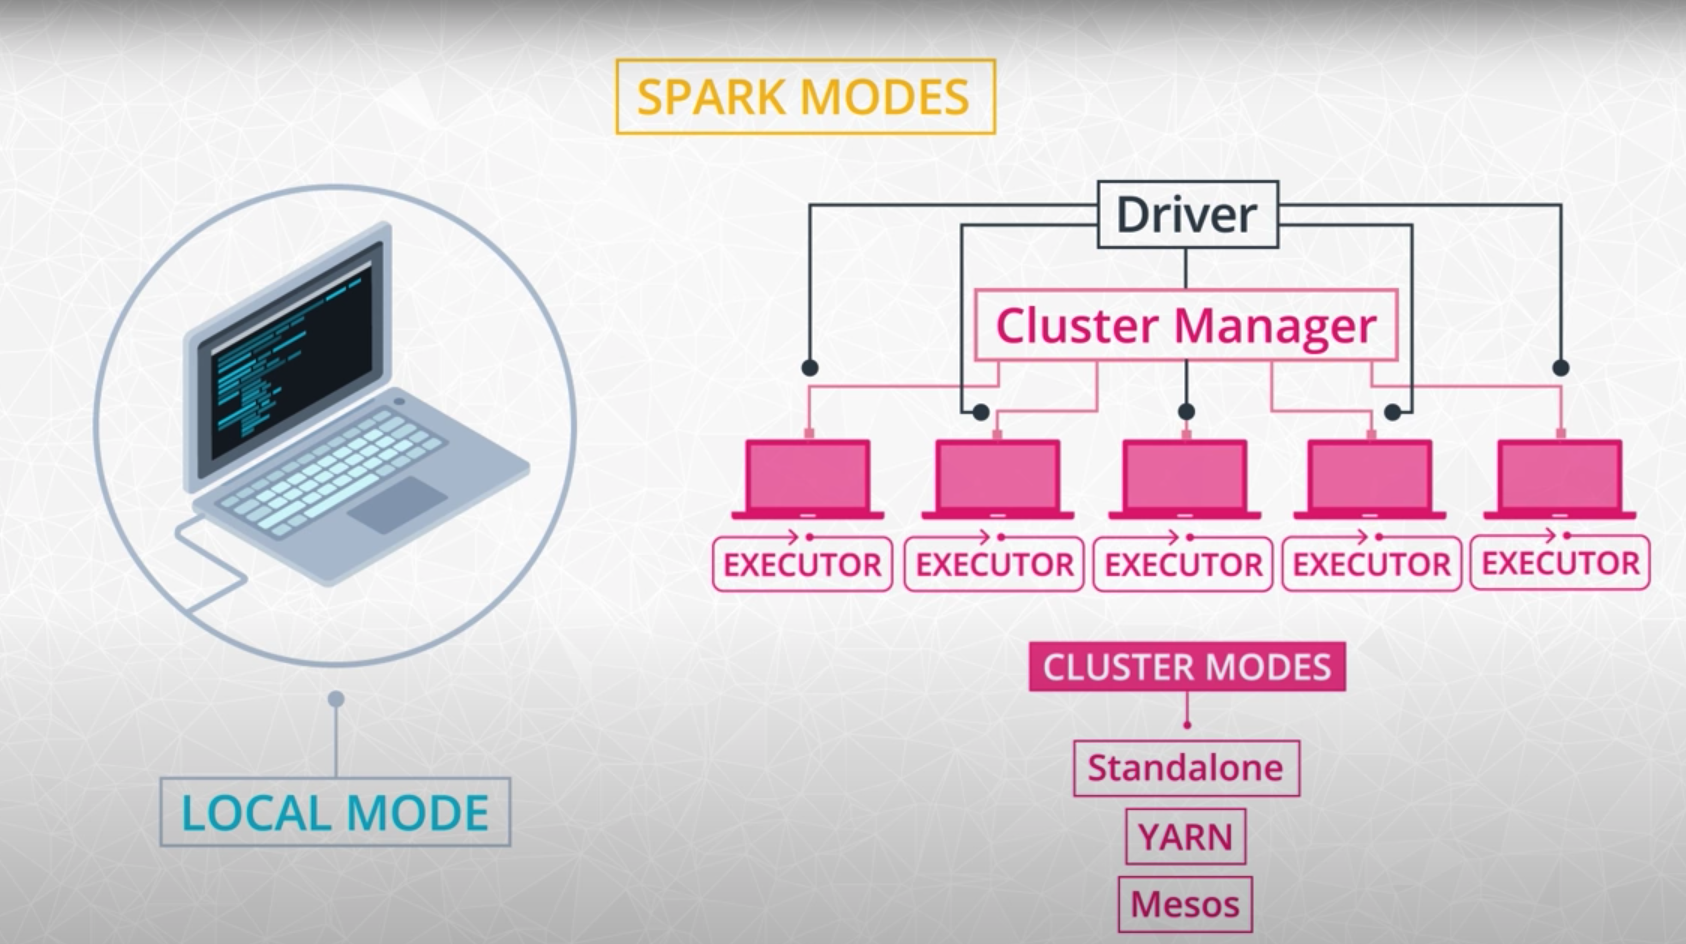 SPARK MODES
Driver
Cluster Manager
EXECUTOR EXECUTOR EXECUTOR EXECUTOR EXECUTOR
CLUSTER MODES
Standalone
YARN
Mesos
LOCAL MODE